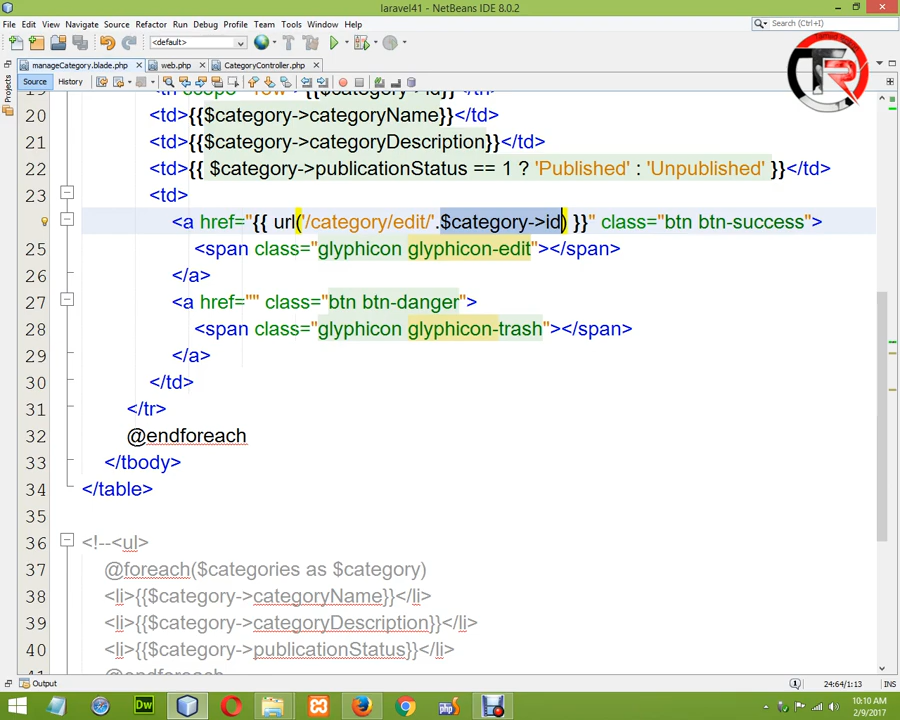 laravel41 - NetBeans IDE 8.0.2
File Edit View Navigate Source Refactor Run Debug Profile Team Tools Window Help
Search (Ctrl+I)
<default>
manageCategory.blade.php web.php CategoryController.php
Source History
Projects
20 <td>{{$category->categoryName}}</td>
21 <td>{{$category->categoryDescription}}</td>
22 <td>{{ $category->publicationStatus == 1 ? 'Published' : 'Unpublished' }}</td>
23 <td>
<a href="{{ url('/category/edit/'.$category->id) }}" class="btn btn-success">
25 <span class="glyphicon glyphicon-edit"></span>
26 </a>
27 <a href="" class="btn btn-danger">
28 <span class="glyphicon glyphicon-trash"></span>
29 </a>
30 </td>
31 </tr>
32 @endforeach
33 </tbody>
34 </table>
35
36 <!--<ul>
37 @foreach($categories as $category)
38 <li>{{$category->categoryName}}</li>
39 <li>{{$category->categoryDescription}}</li>
40 <li>{{$category->publicationStatus}}</li>
@endforeach
Output
24:64/1:13 INS
Dw
php
10:10 AM
2/9/2017